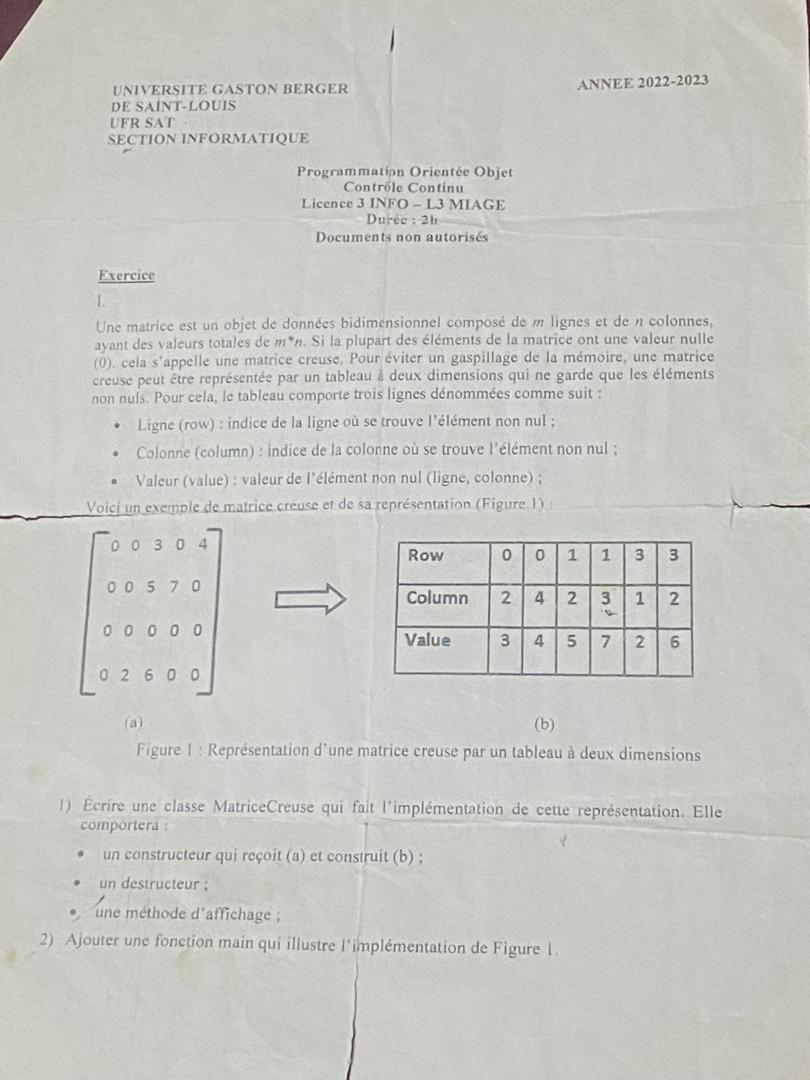 UNIVERSITE GASTON BERGER
DE SAINT-LOUIS
UFR SAT
SECTION INFORMATIQUE
ANNEE 2022-2023
Programmation Orientée Objet
Contrôle Continu
Licence 3 INFO – L3 MIAGE
Durée : 2h
Documents non autorisés
Exercice
I.
Une matrice est un objet de données bidimensionnel composé de m lignes et de n colonnes,
ayant des valeurs totales de m*n. Si la plupart des éléments de la matrice ont une valeur nulle
(0), cela s'appelle une matrice creuse. Pour éviter un gaspillage de la mémoire, une matrice
creuse peut être représentée par un tableau à deux dimensions qui ne garde que les éléments
non nuls. Pour cela, le tableau comporte trois lignes dénommées comme suit :
• Ligne (row) : indice de la ligne où se trouve l'élément non nul ;
• Colonne (column) : indice de la colonne où se trouve l'élément non nul ;
• Valeur (value) : valeur de l'élément non nul (ligne, colonne) ;
Voici un exemple de matrice creuse et de sa représentation (Figure 1) :
0 0 3 0 4
0 0 5 7 0
0 0 0 0 0
0 2 6 0 0
(a)
Row 0 0 1 1 3 3
Column 2 4 2 3 1 2
Value 3 4 5 7 2 6
(b)
Figure 1 : Représentation d'une matrice creuse par un tableau à deux dimensions
1) Écrire une classe MatriceCreuse qui fait l'implémentation de cette représentation. Elle
comportera :
• un constructeur qui reçoit (a) et construit (b) ;
• un destructeur ;
• une méthode d'affichage ;
2) Ajouter une fonction main qui illustre l'implémentation de Figure 1.